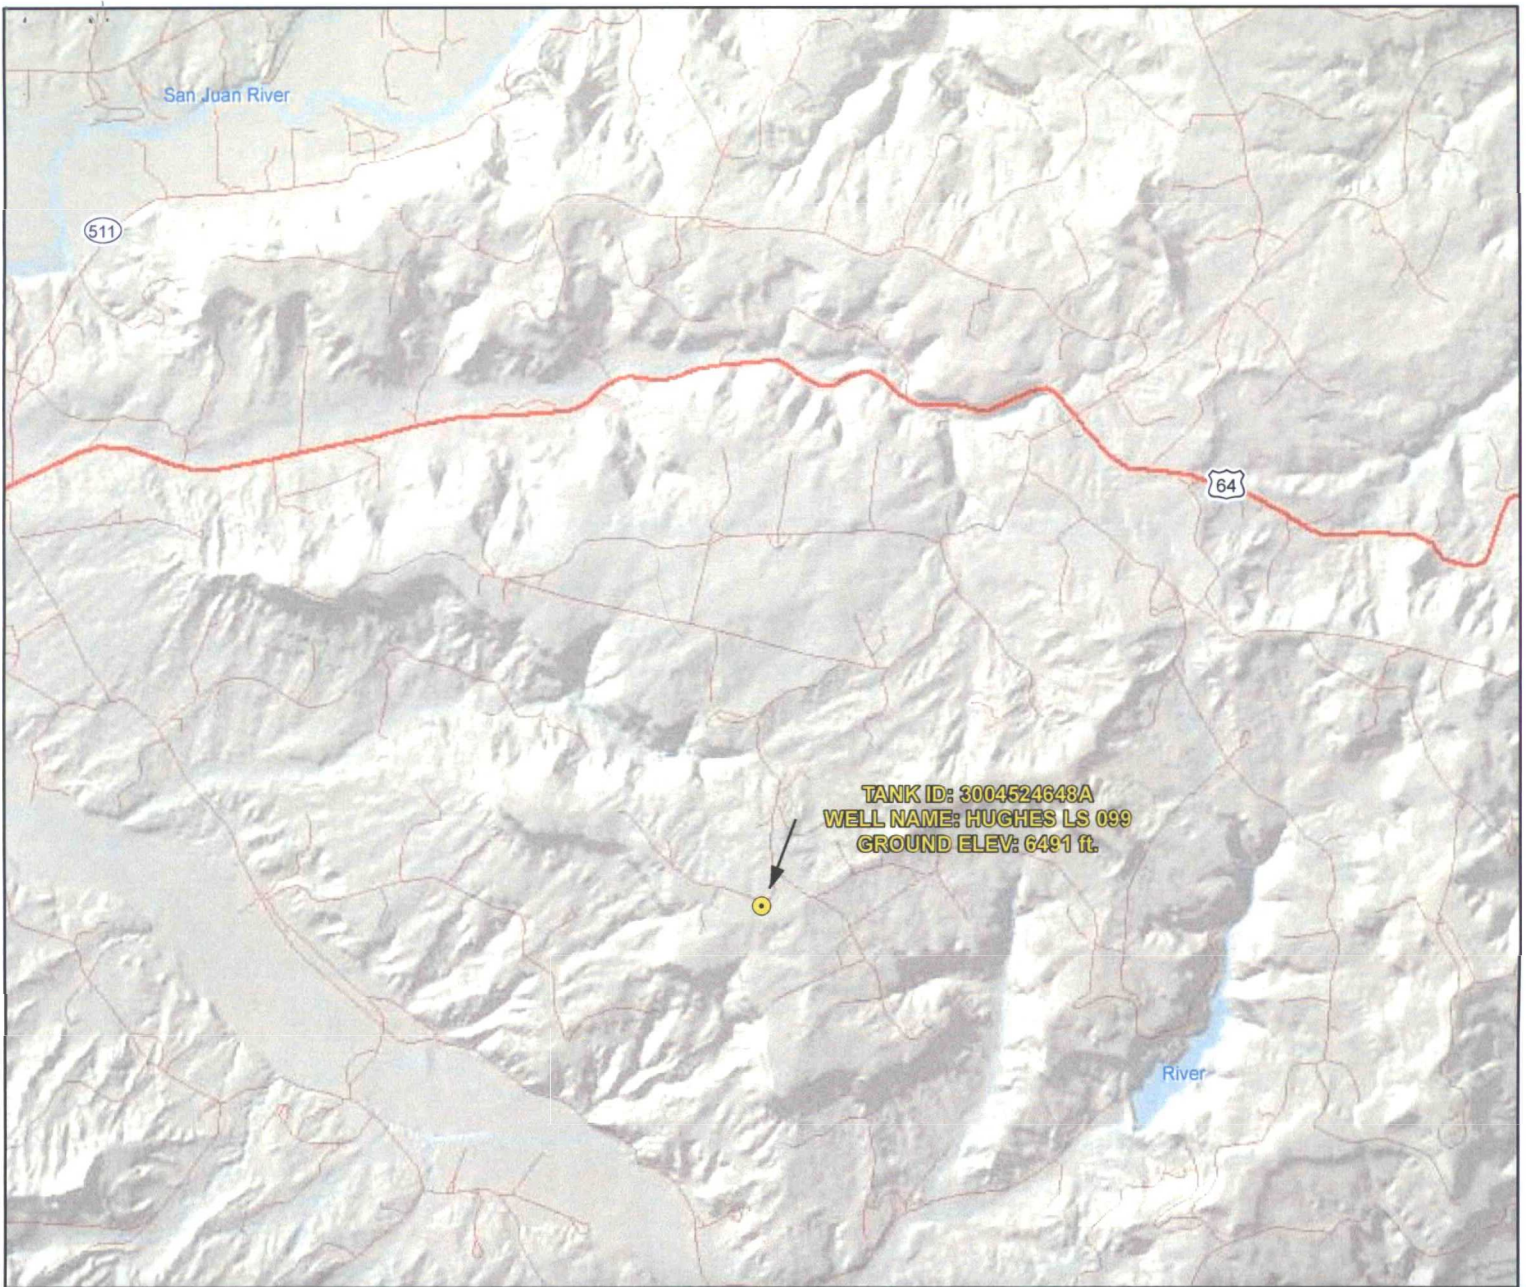 San Juan River
511
64
TANK ID: 3004524648A
WELL NAME: HUGHES LS 099
GROUND ELEV: 6491 ft.
River